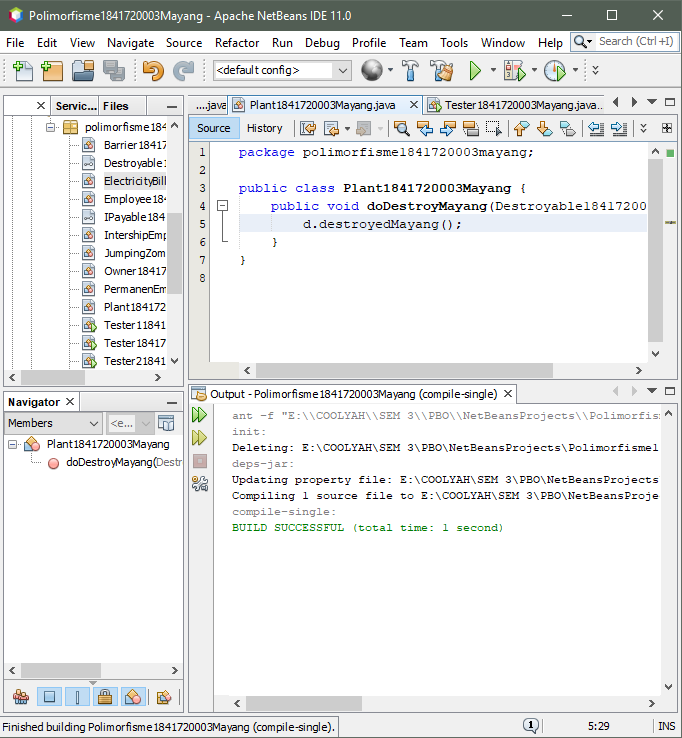 Polimorfisme1841720003Mayang - Apache NetBeans IDE 11.0
File Edit View Navigate Source Refactor Run Debug Profile Team Tools Window Help Search (Ctrl+I)
<default config>
Servic... Files
polimorfisme184
Barrier18417
Destroyable1
ElectricityBill
Employee184
IPayable184
IntershipEmp
JumpingZom
Owner18417
PermanenEm
Plant184172
Tester11841
Tester18417
Tester21841
....java Plant1841720003Mayang.java Tester1841720003Mayang.java...
Source History
1 package polimorfisme1841720003mayang;
2
3 public class Plant1841720003Mayang {
4 public void doDestroyMayang(Destroyable18417200
5 d.destroyedMayang();
6 }
7 }
8
Navigator
Members <e...
Plant1841720003Mayang
doDestroyMayang(Destr
Output - Polimorfisme1841720003Mayang (compile-single)
ant -f "E:\\COOLYAH\\SEM 3\\PBO\\NetBeansProjects\\Polimorfism
init:
Deleting: E:\COOLYAH\SEM 3\PBO\NetBeansProjects\Polimorfisme1
deps-jar:
Updating property file: E:\COOLYAH\SEM 3\PBO\NetBeansProjects
Compiling 1 source file to E:\COOLYAH\SEM 3\PBO\NetBeansProje
compile-single:
BUILD SUCCESSFUL (total time: 1 second)
Finished building Polimorfisme1841720003Mayang (compile-single). 1 5:29 INS